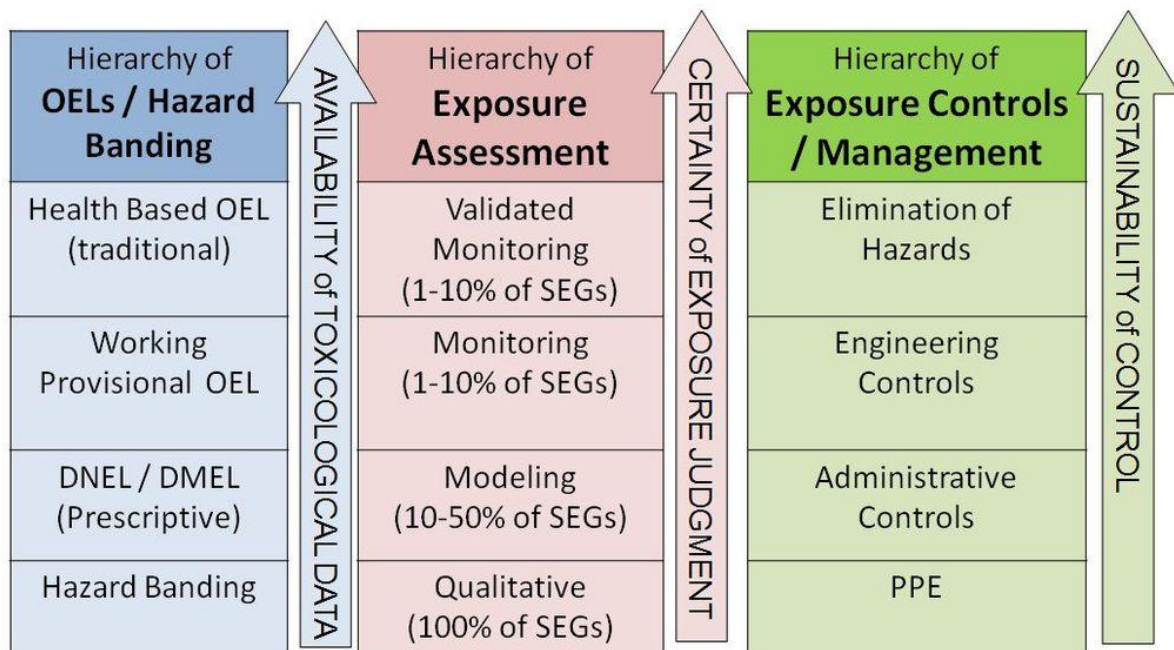 Hierarchy of
OELs / Hazard
Banding
Health Based OEL
(traditional)
Working
Provisional OEL
DNEL / DMEL
(Prescriptive)
Hazard Banding
AVAILABILITY of TOXICOLOGICAL DATA
Hierarchy of
Exposure
Assessment
Validated
Monitoring
(1-10% of SEGs)
Monitoring
(1-10% of SEGs)
Modeling
(10-50% of SEGs)
Qualitative
(100% of SEGs)
CERTAINTY of EXPOSURE JUDGMENT
Hierarchy of
Exposure Controls
/ Management
Elimination of
Hazards
Engineering
Controls
Administrative
Controls
PPE
SUSTAINABILITY of CONTROL